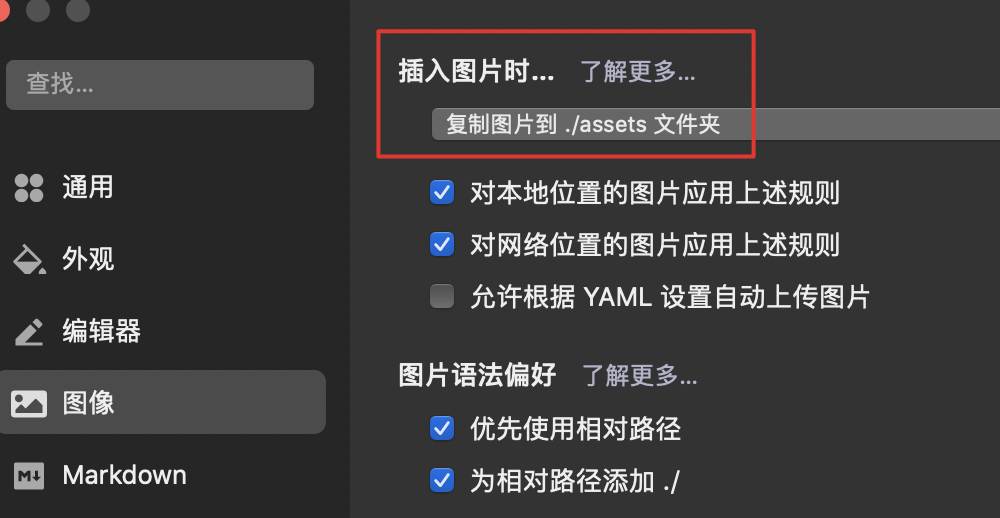 查找...
通用
外观
编辑器
图像
Markdown
插入图片时... 了解更多...
复制图片到 ./assets 文件夹
对本地位置的图片应用上述规则
对网络位置的图片应用上述规则
允许根据 YAML 设置自动上传图片
图片语法偏好 了解更多...
优先使用相对路径
为相对路径添加 ./